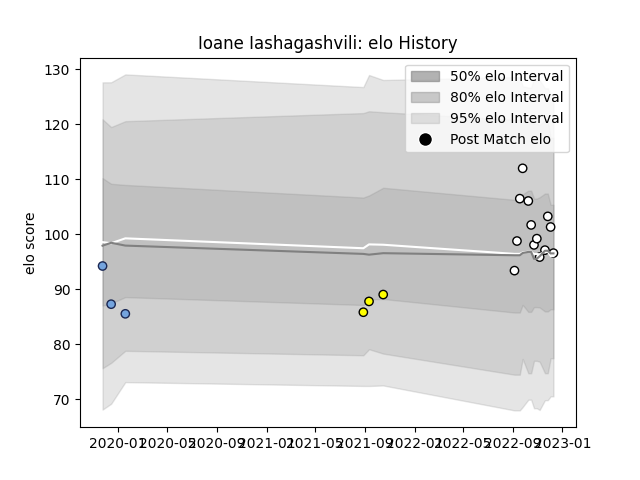 Ioane Iashagashvili: elo History
130
120
110
100
90
80
70
elo score
50% elo Interval
80% elo Interval
95% elo Interval
Post Match elo
2020-01 2020-05 2020-09 2021-01 2021-05 2021-09 2022-01 2022-05 2022-09 2023-01